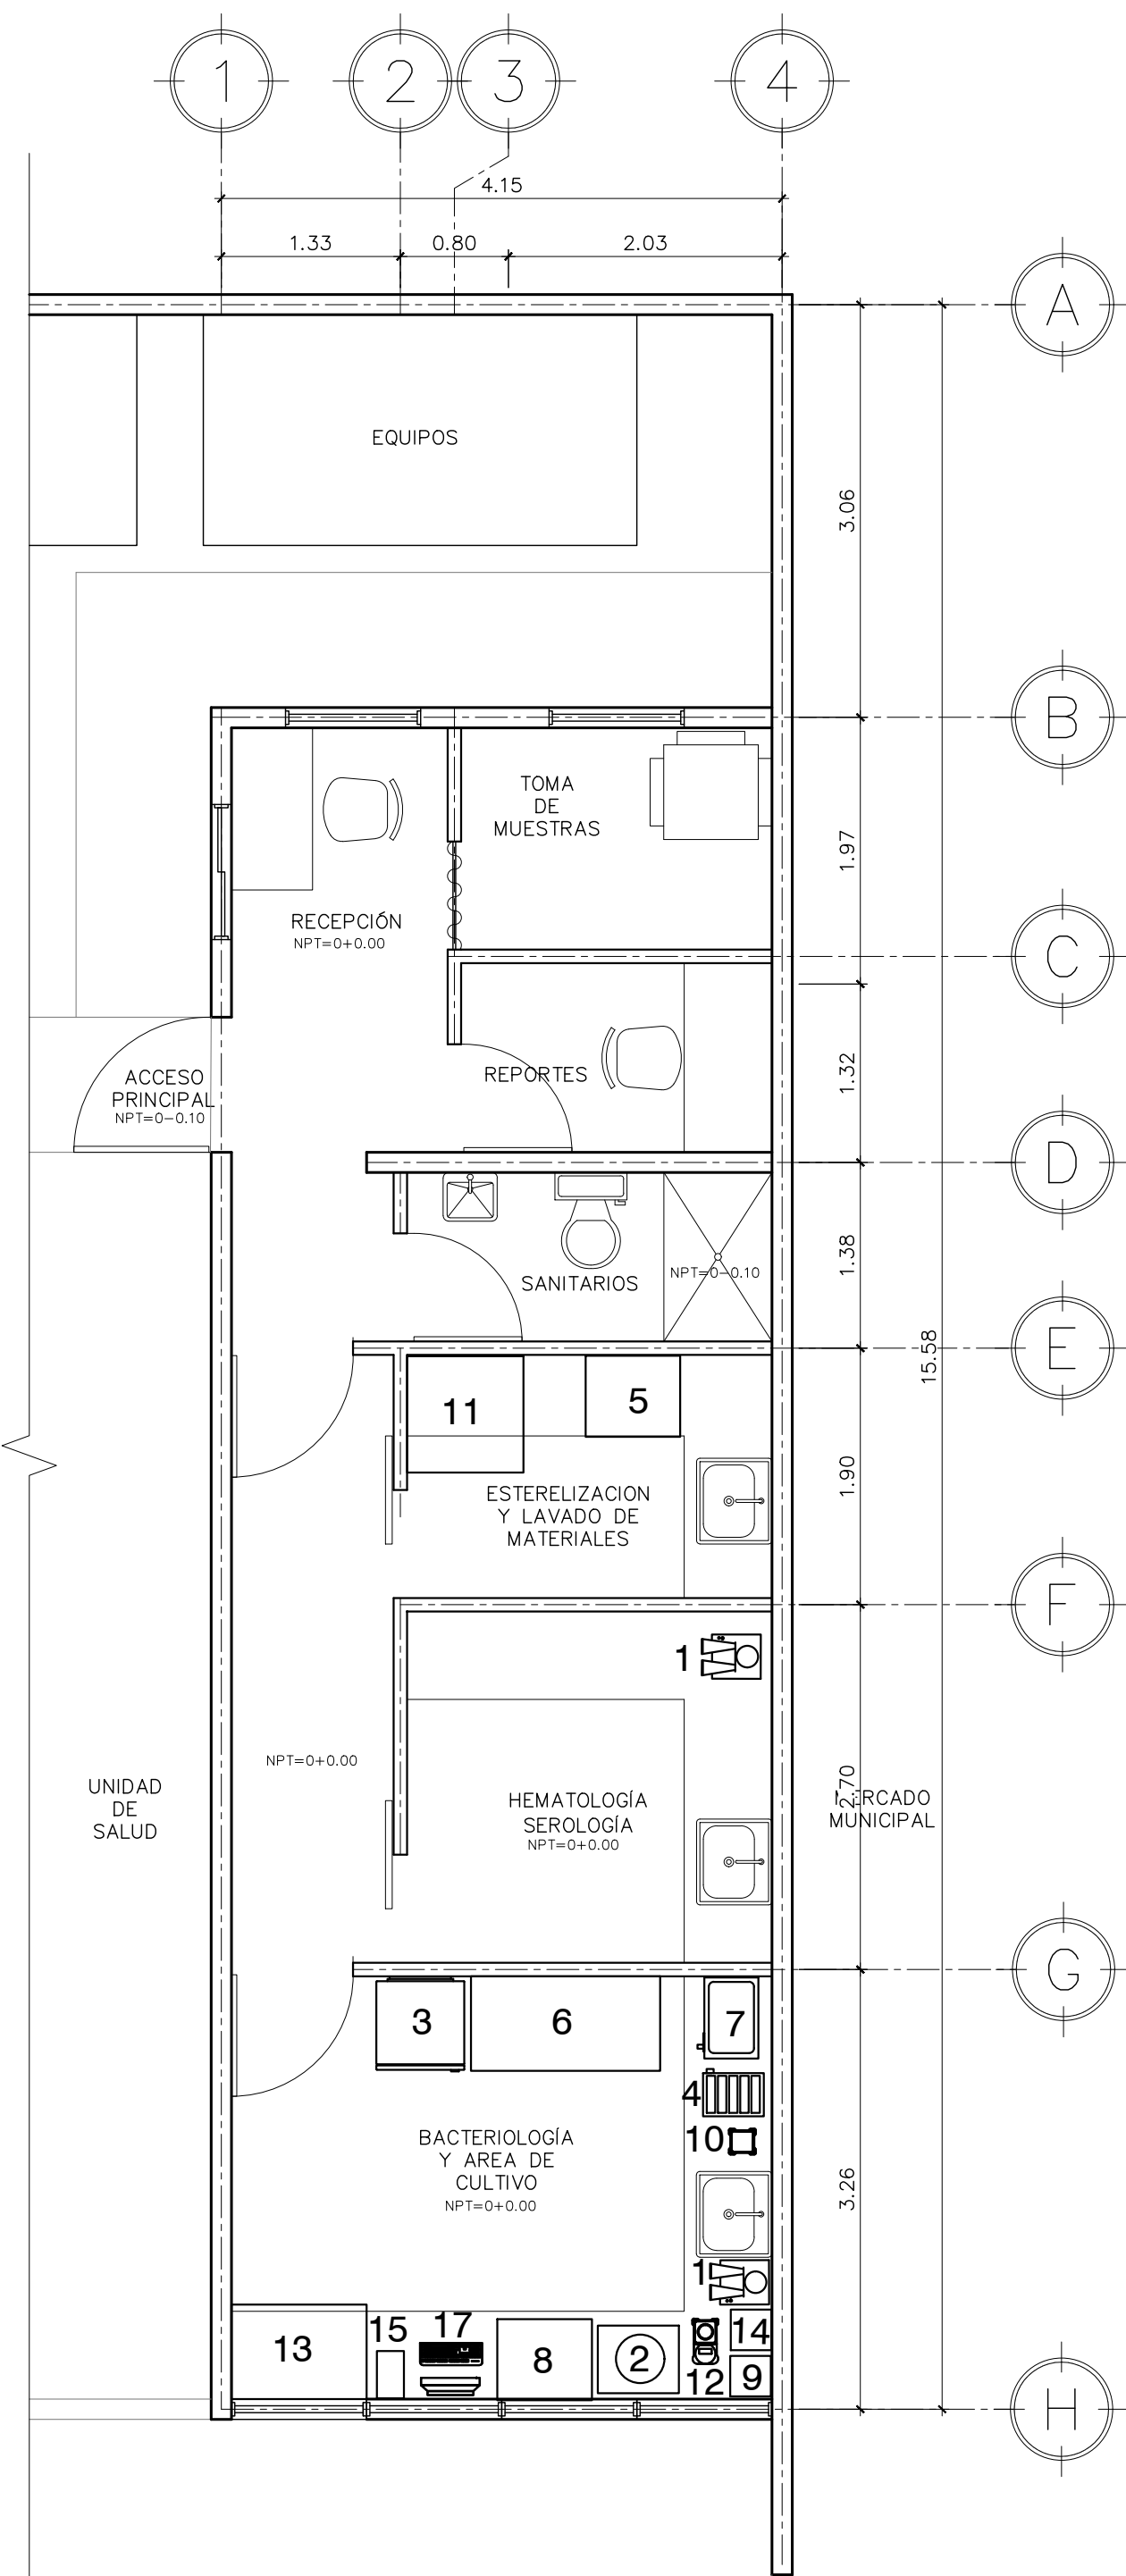 1 2 3 4
4.15
1.33 0.80 2.03
A
EQUIPOS
3.06
B
TOMA
DE
MUESTRAS
1.97
RECEPCIÓN
NPT=0+0.00
C
1.32
REPORTES
ACCESO
PRINCIPAL
NPT=0-0.10
D
1.38
SANITARIOS
NPT=0-0.10
E
15.58
11
5
1.90
ESTERELIZACION
Y LAVADO DE
MATERIALES
F
1
NPT=0+0.00
UNIDAD
DE
SALUD
HEMATOLOGÍA
SEROLOGÍA
NPT=0+0.00
2.70
MERCADO
MUNICIPAL
G
3
6
7
4
10
BACTERIOLOGÍA
Y AREA DE
CULTIVO
NPT=0+0.00
3.26
1
13
15
17
8
2
12
14
9
H